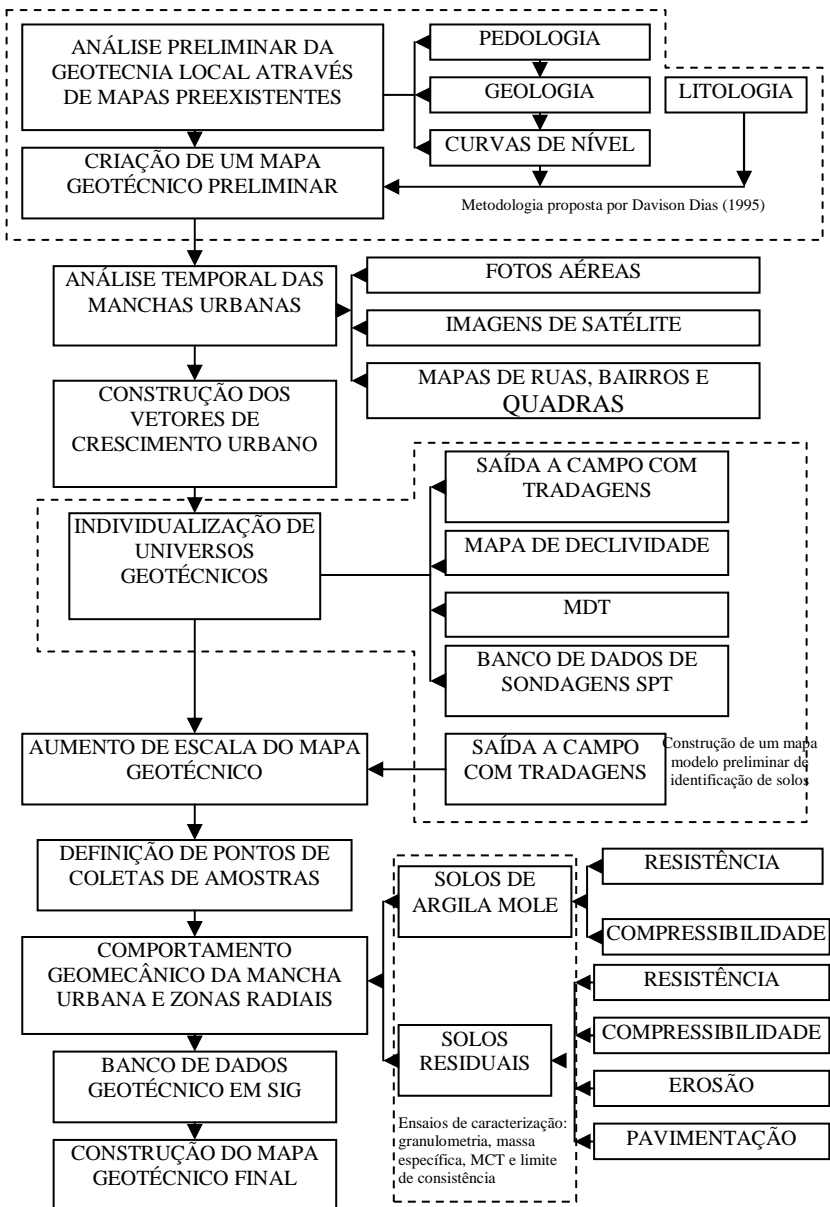 ANÁLISE PRELIMINAR DA
GEOTECNIA LOCAL ATRAVÉS
DE MAPAS PREEXISTENTES
PEDOLOGIA
GEOLOGIA
LITOLOGIA
CURVAS DE NÍVEL
CRIAÇÃO DE UM MAPA
GEOTÉCNICO PRELIMINAR
Metodologia proposta por Davison Dias (1995)
ANÁLISE TEMPORAL DAS
MANCHAS URBANAS
FOTOS AÉREAS
IMAGENS DE SATÉLITE
MAPAS DE RUAS, BAIRROS E
QUADRAS
CONSTRUÇÃO DOS
VETORES DE
CRESCIMENTO URBANO
SAÍDA A CAMPO COM
TRADAGENS
INDIVIDUALIZAÇÃO DE
UNIVERSOS
GEOTÉCNICOS
MAPA DE DECLIVIDADE
MDT
BANCO DE DADOS DE
SONDAGENS SPT
AUMENTO DE ESCALA DO MAPA
GEOTÉCNICO
SAÍDA A CAMPO
COM TRADAGENS
Construção de um mapa
modelo preliminar de
identificação de solos
DEFINIÇÃO DE PONTOS DE
COLETAS DE AMOSTRAS
SOLOS DE
ARGILA MOLE
RESISTÊNCIA
COMPRESSIBILIDADE
COMPORTAMENTO
GEOMECÂNICO DA MANCHA
URBANA E ZONAS RADIAIS
RESISTÊNCIA
COMPRESSIBILIDADE
SOLOS
RESIDUAIS
EROSÃO
PAVIMENTAÇÃO
BANCO DE DADOS
GEOTÉCNICO EM SIG
Ensaios de caracterização:
granulometria, massa
específica, MCT e limite
de consistência
CONSTRUÇÃO DO MAPA
GEOTÉCNICO FINAL